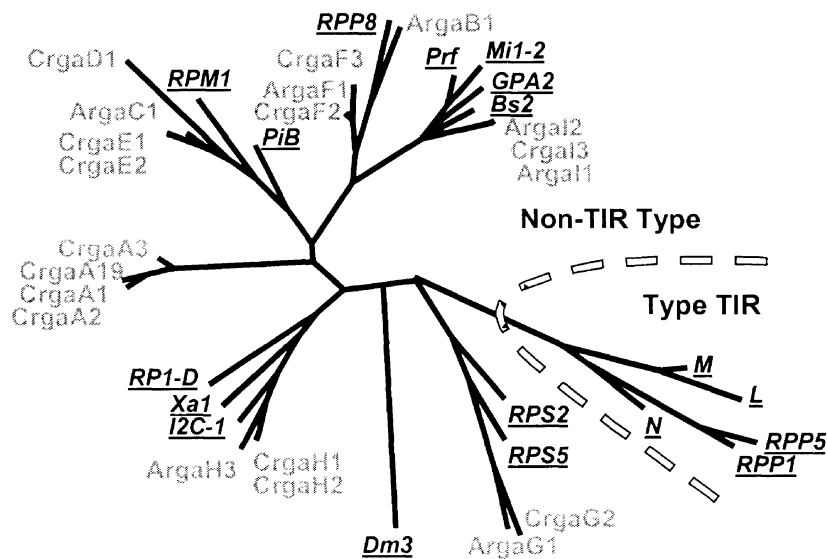 RPP8
ArgaB1
CrgaD1
CrgaF3
Prf
Mi1-2
RPM1
GPA2
ArgaF1
ArgaC1
CrgaF2
Bs2
CrgaE1
PiB
ArgaI2
CrgaE2
CrgaI3
ArgaI1
Non-TIR Type
CrgaA3
CrgaA19
CrgaA1
Type TIR
CrgaA2
M
RP1-D
L
Xa1
RPS2
I2C-1
N
RPP5
ArgaH3
CrgaH1
RPS5
RPP1
CrgaH2
CrgaG2
Dm3
ArgaG1